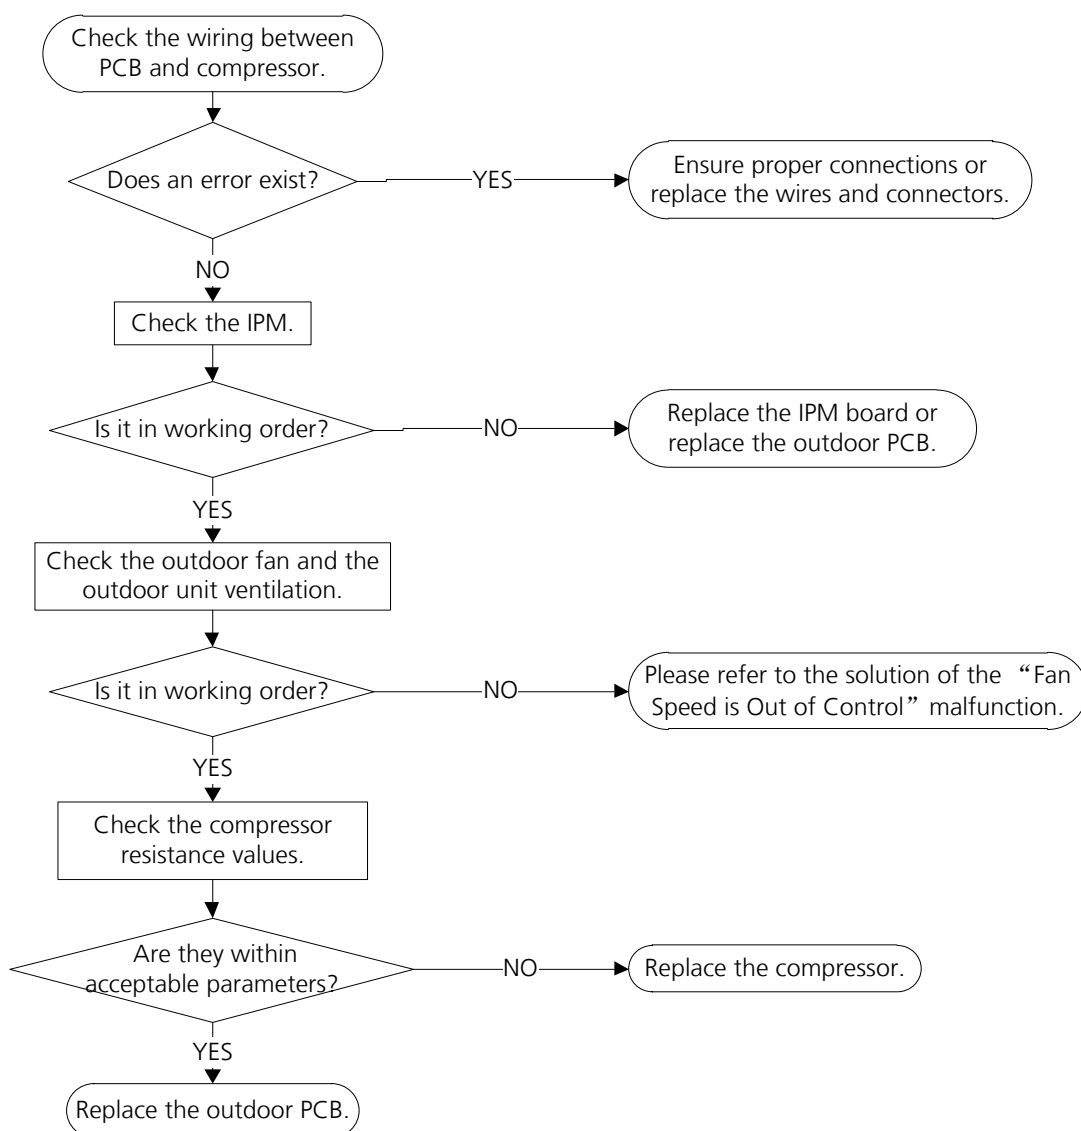 Check the wiring between
PCB and compressor.
Does an error exist?
YES
Ensure proper connections or
replace the wires and connectors.
NO
Check the IPM.
Is it in working order?
NO
Replace the IPM board or
replace the outdoor PCB.
YES
Check the outdoor fan and the
outdoor unit ventilation.
Is it in working order?
NO
Please refer to the solution of the “Fan
Speed is Out of Control” malfunction.
YES
Check the compressor
resistance values.
Are they within
acceptable parameters?
NO
Replace the compressor.
YES
Replace the outdoor PCB.